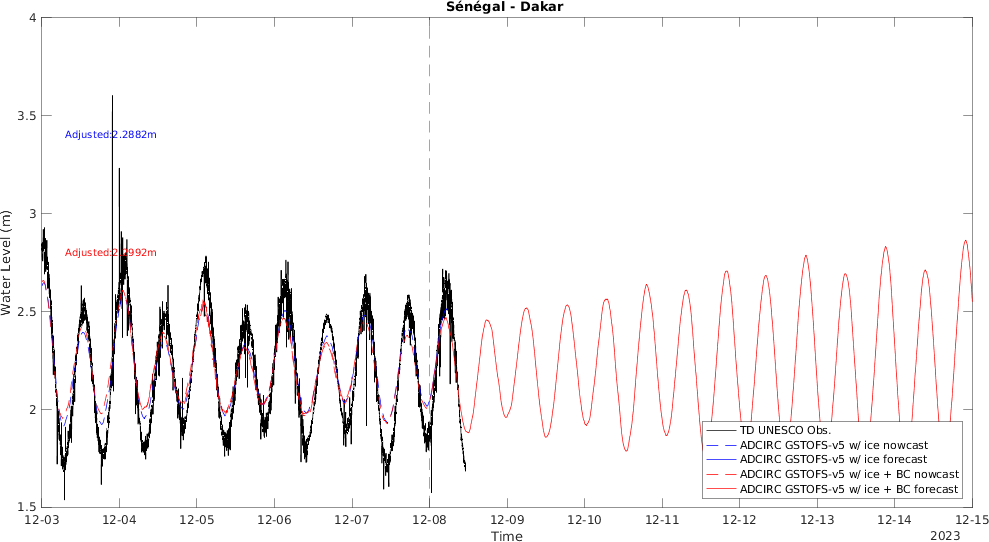 Sénégal - Dakar
4
3.5
3
2.5
2
1.5
Water Level (m)
Adjusted:2.2882m
Adjusted:2.2992m
TD UNESCO Obs.
ADCIRC GSTOFS-v5 w/ ice nowcast
ADCIRC GSTOFS-v5 w/ ice forecast
ADCIRC GSTOFS-v5 w/ ice + BC nowcast
ADCIRC GSTOFS-v5 w/ ice + BC forecast
12-03 12-04 12-05 12-06 12-07 12-08 12-09 12-10 12-11 12-12 12-13 12-14 12-15
Time
2023